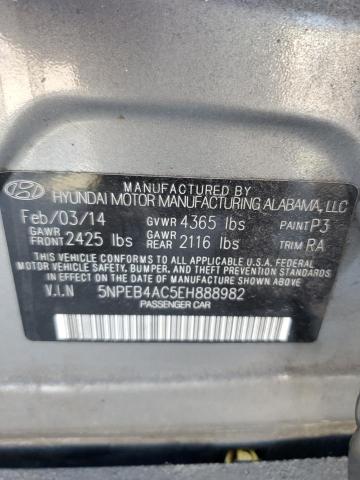 MANUFACTURED BY
HYUNDAI MOTOR MANUFACTURING ALABAMA, LLC
Feb/03/14 GVWR 4365 lbs PAINT P3
GAWR FRONT 2425 lbs GAWR REAR 2116 lbs TRIM RA
THIS VEHICLE CONFORMS TO ALL APPLICABLE U.S.A. FEDERAL
MOTOR VEHICLE SAFETY, BUMPER, AND THEFT PREVENTION STANDARDS
IN EFFECT ON THE DATE OF MANUFACTURE SHOWN ABOVE.
V.I.N 5NPEB4AC5EH888982
PASSENGER CAR